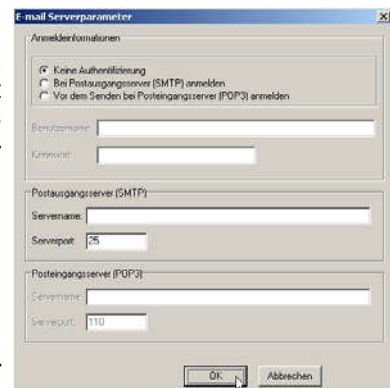 E-mail Serverparameter
Anmeldeinformationen
Keine Authentifizierung
Bei Postausgangsserver (SMTP) anmelden
Vor dem Senden bei Posteingangsserver (POP3) anmelden
Benutzername:
Kennwort:
Postausgangsserver (SMTP)
Servername:
Serverport: 25
Posteingangsserver (POP3)
Servername:
Serverport: 110
OK Abbrechen